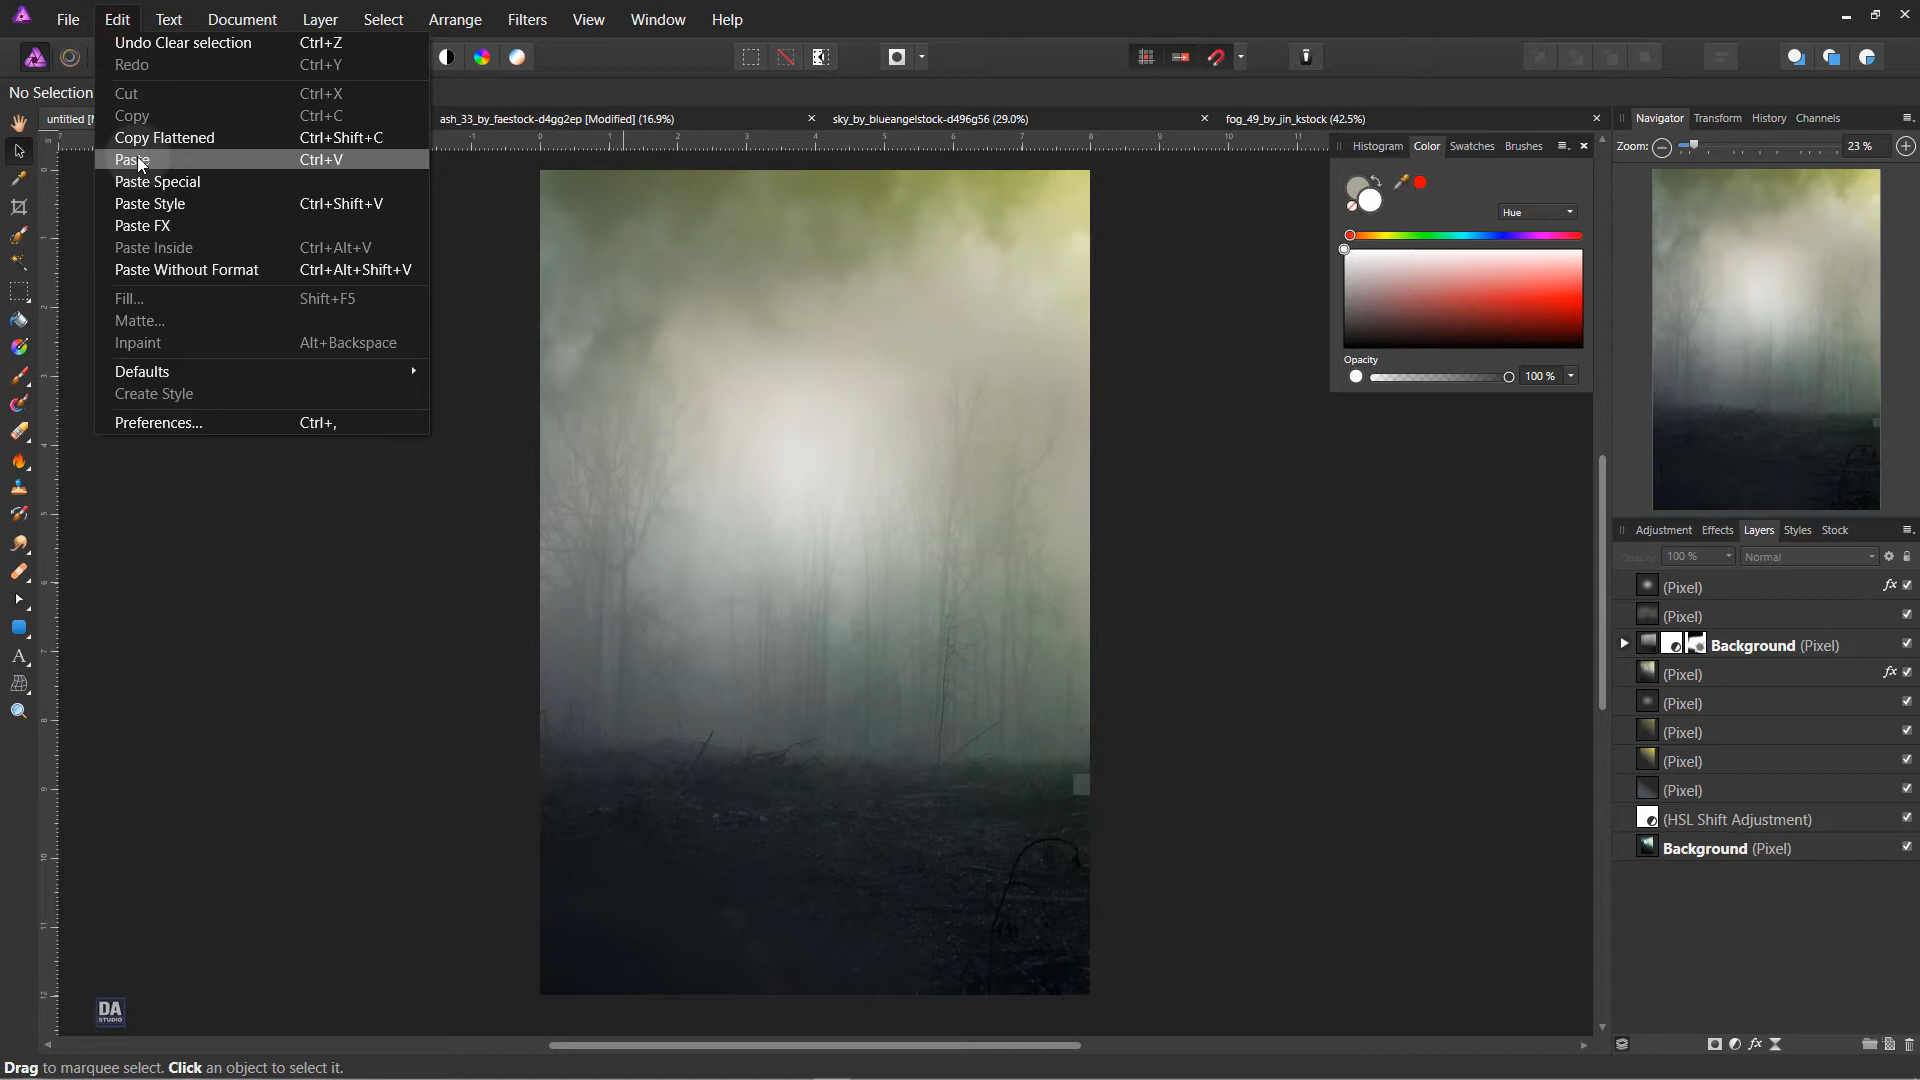 File Edit Text Document Layer Select Arrange Filters View Window Help
Undo Clear selection Ctrl+Z
Redo Ctrl+Y
Cut Ctrl+X
Copy Ctrl+C
Copy Flattened Ctrl+Shift+C
Paste Ctrl+V
Paste Special
Paste Style Ctrl+Shift+V
Paste FX
Paste Inside Ctrl+Alt+V
Paste Without Format Ctrl+Alt+Shift+V
Fill... Shift+F5
Matte...
Inpaint Alt+Backspace
Defaults
Create Style
Preferences... Ctrl+,
No Selection
untitled [M
ash_33_by_faestock-d4gg2ep [Modified] (16.9%)
sky_by_blueangelstock-d496g56 (29.0%)
fog_49_by_jin_kstock (42.5%)
Histogram Color Swatches Brushes
Hue
Opacity
100 %
Navigator Transform History Channels
Zoom: 23 %
Adjustment Effects Layers Styles Stock
Opacity 100 % Normal
(Pixel) fx
(Pixel)
Background (Pixel)
(Pixel) fx
(Pixel)
(Pixel)
(Pixel)
(Pixel)
(HSL Shift Adjustment)
Background (Pixel)
DA
STUDIO
Drag to marquee select. Click an object to select it.